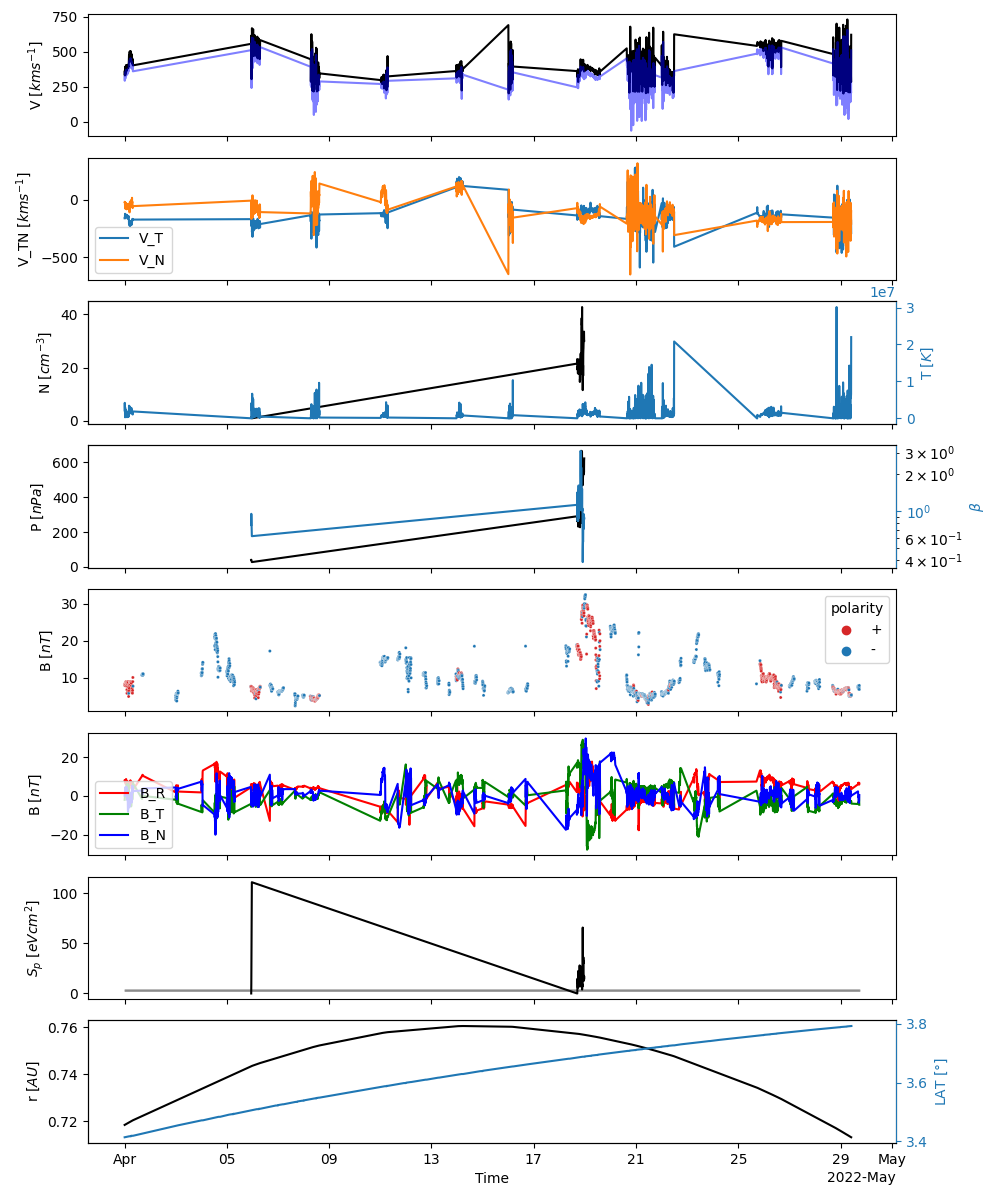 750
500
250
0
V [kms⁻¹]
0
−500
V_TN [kms⁻¹]
V_T
V_N
1e7
40
20
0
N [cm⁻³]
3
2
1
0
T [K]
600
400
200
0
P [nPa]
3 × 10⁰
2 × 10⁰
10⁰
6 × 10⁻¹
4 × 10⁻¹
β
30
20
10
B [nT]
polarity
+
-
20
0
−20
B [nT]
B_R
B_T
B_N
100
50
0
Sₚ [eVcm²]
0.76
0.74
0.72
r [AU]
3.8
3.6
3.4
LAT [°]
Apr 05 09 13 17 21 25 29 May
Time
2022-May